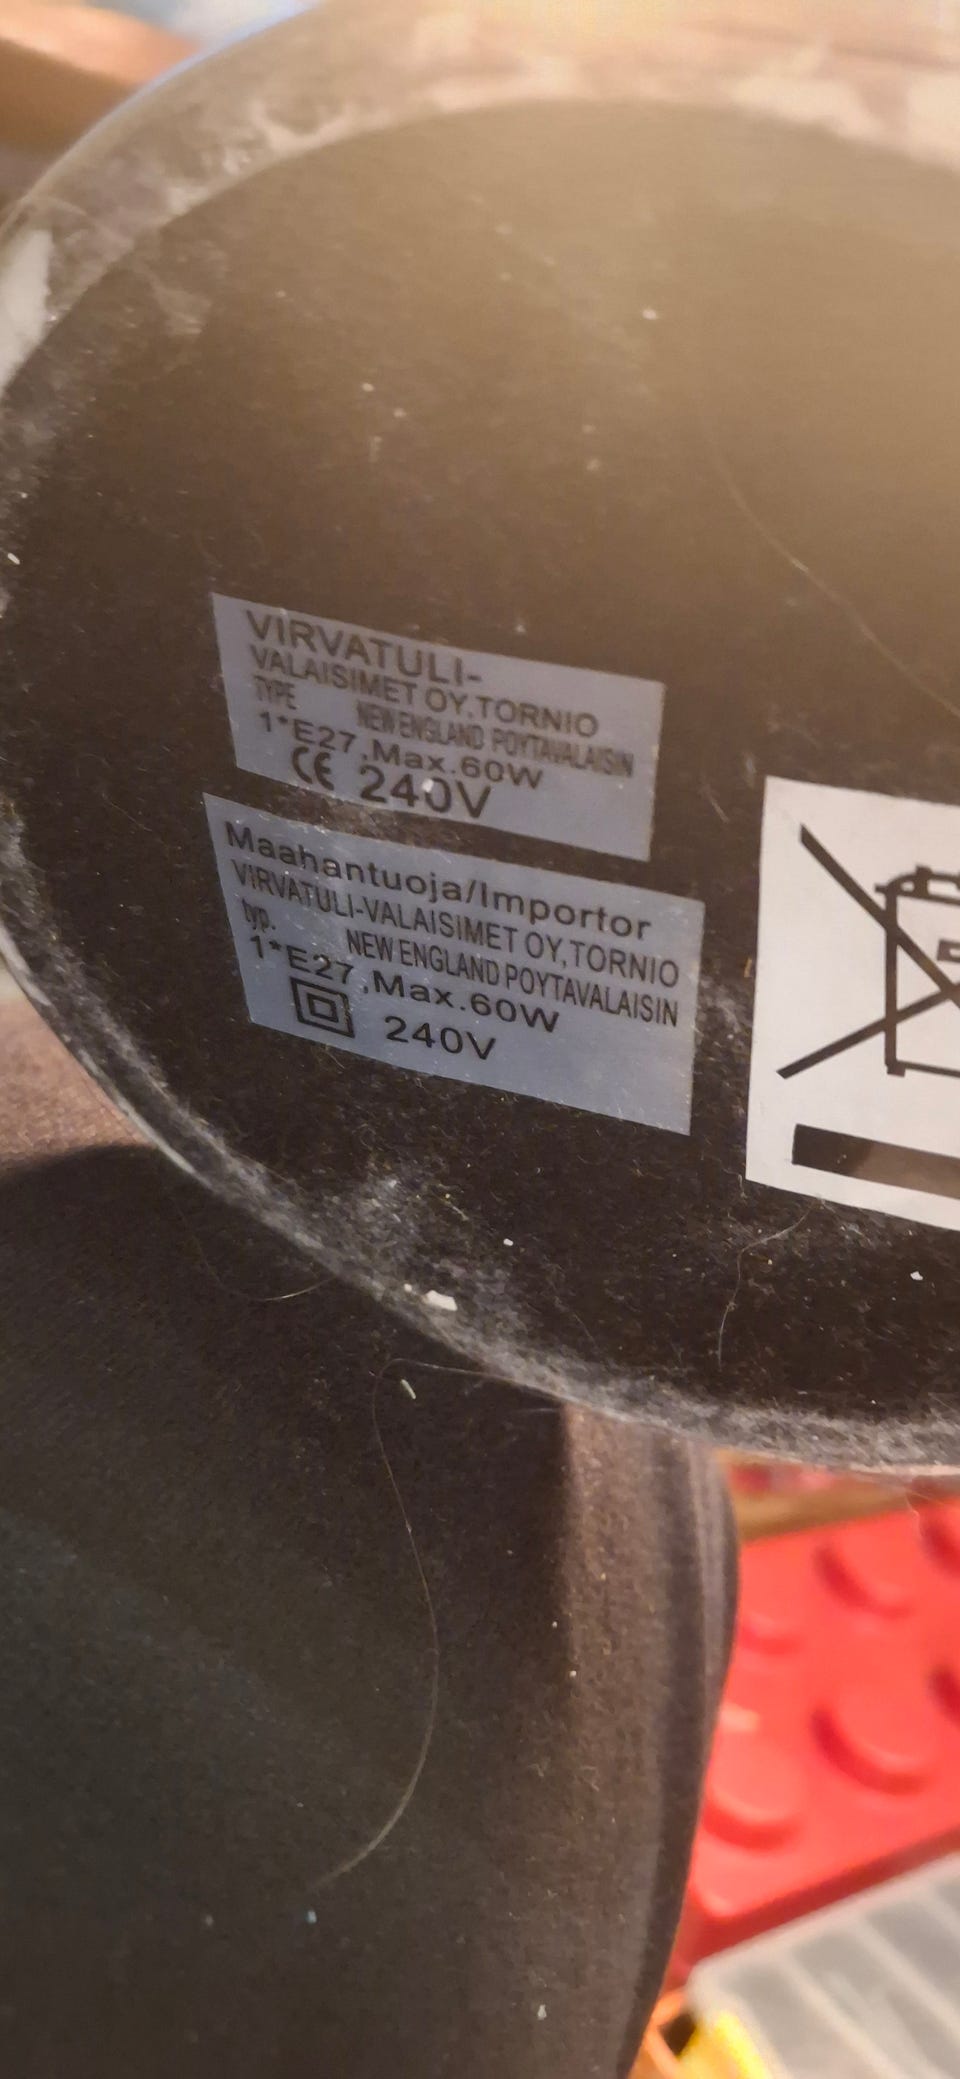 VIRVATULI-
VALAISIMET OY,TORNIO
TYPE NEW ENGLAND POYTAVALAISIN
1*E27,Max.60W
CE 240V
Maahantuoja/Importor
VIRVATULI-VALAISIMET OY,TORNIO
typ. NEW ENGLAND POYTAVALAISIN
1*E27,Max.60W
240V